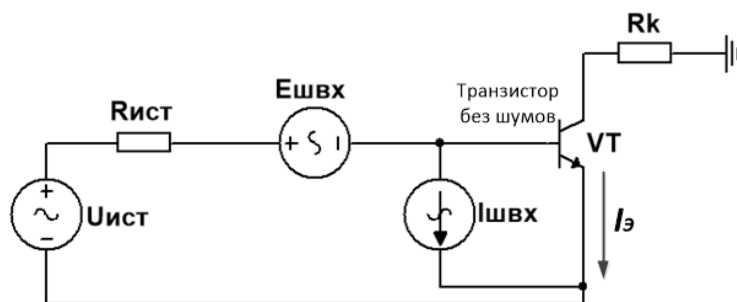 Rk
Eшвх
Транзистор
без шумов
Rист
VT
+
Uист
Iшвх
Iэ